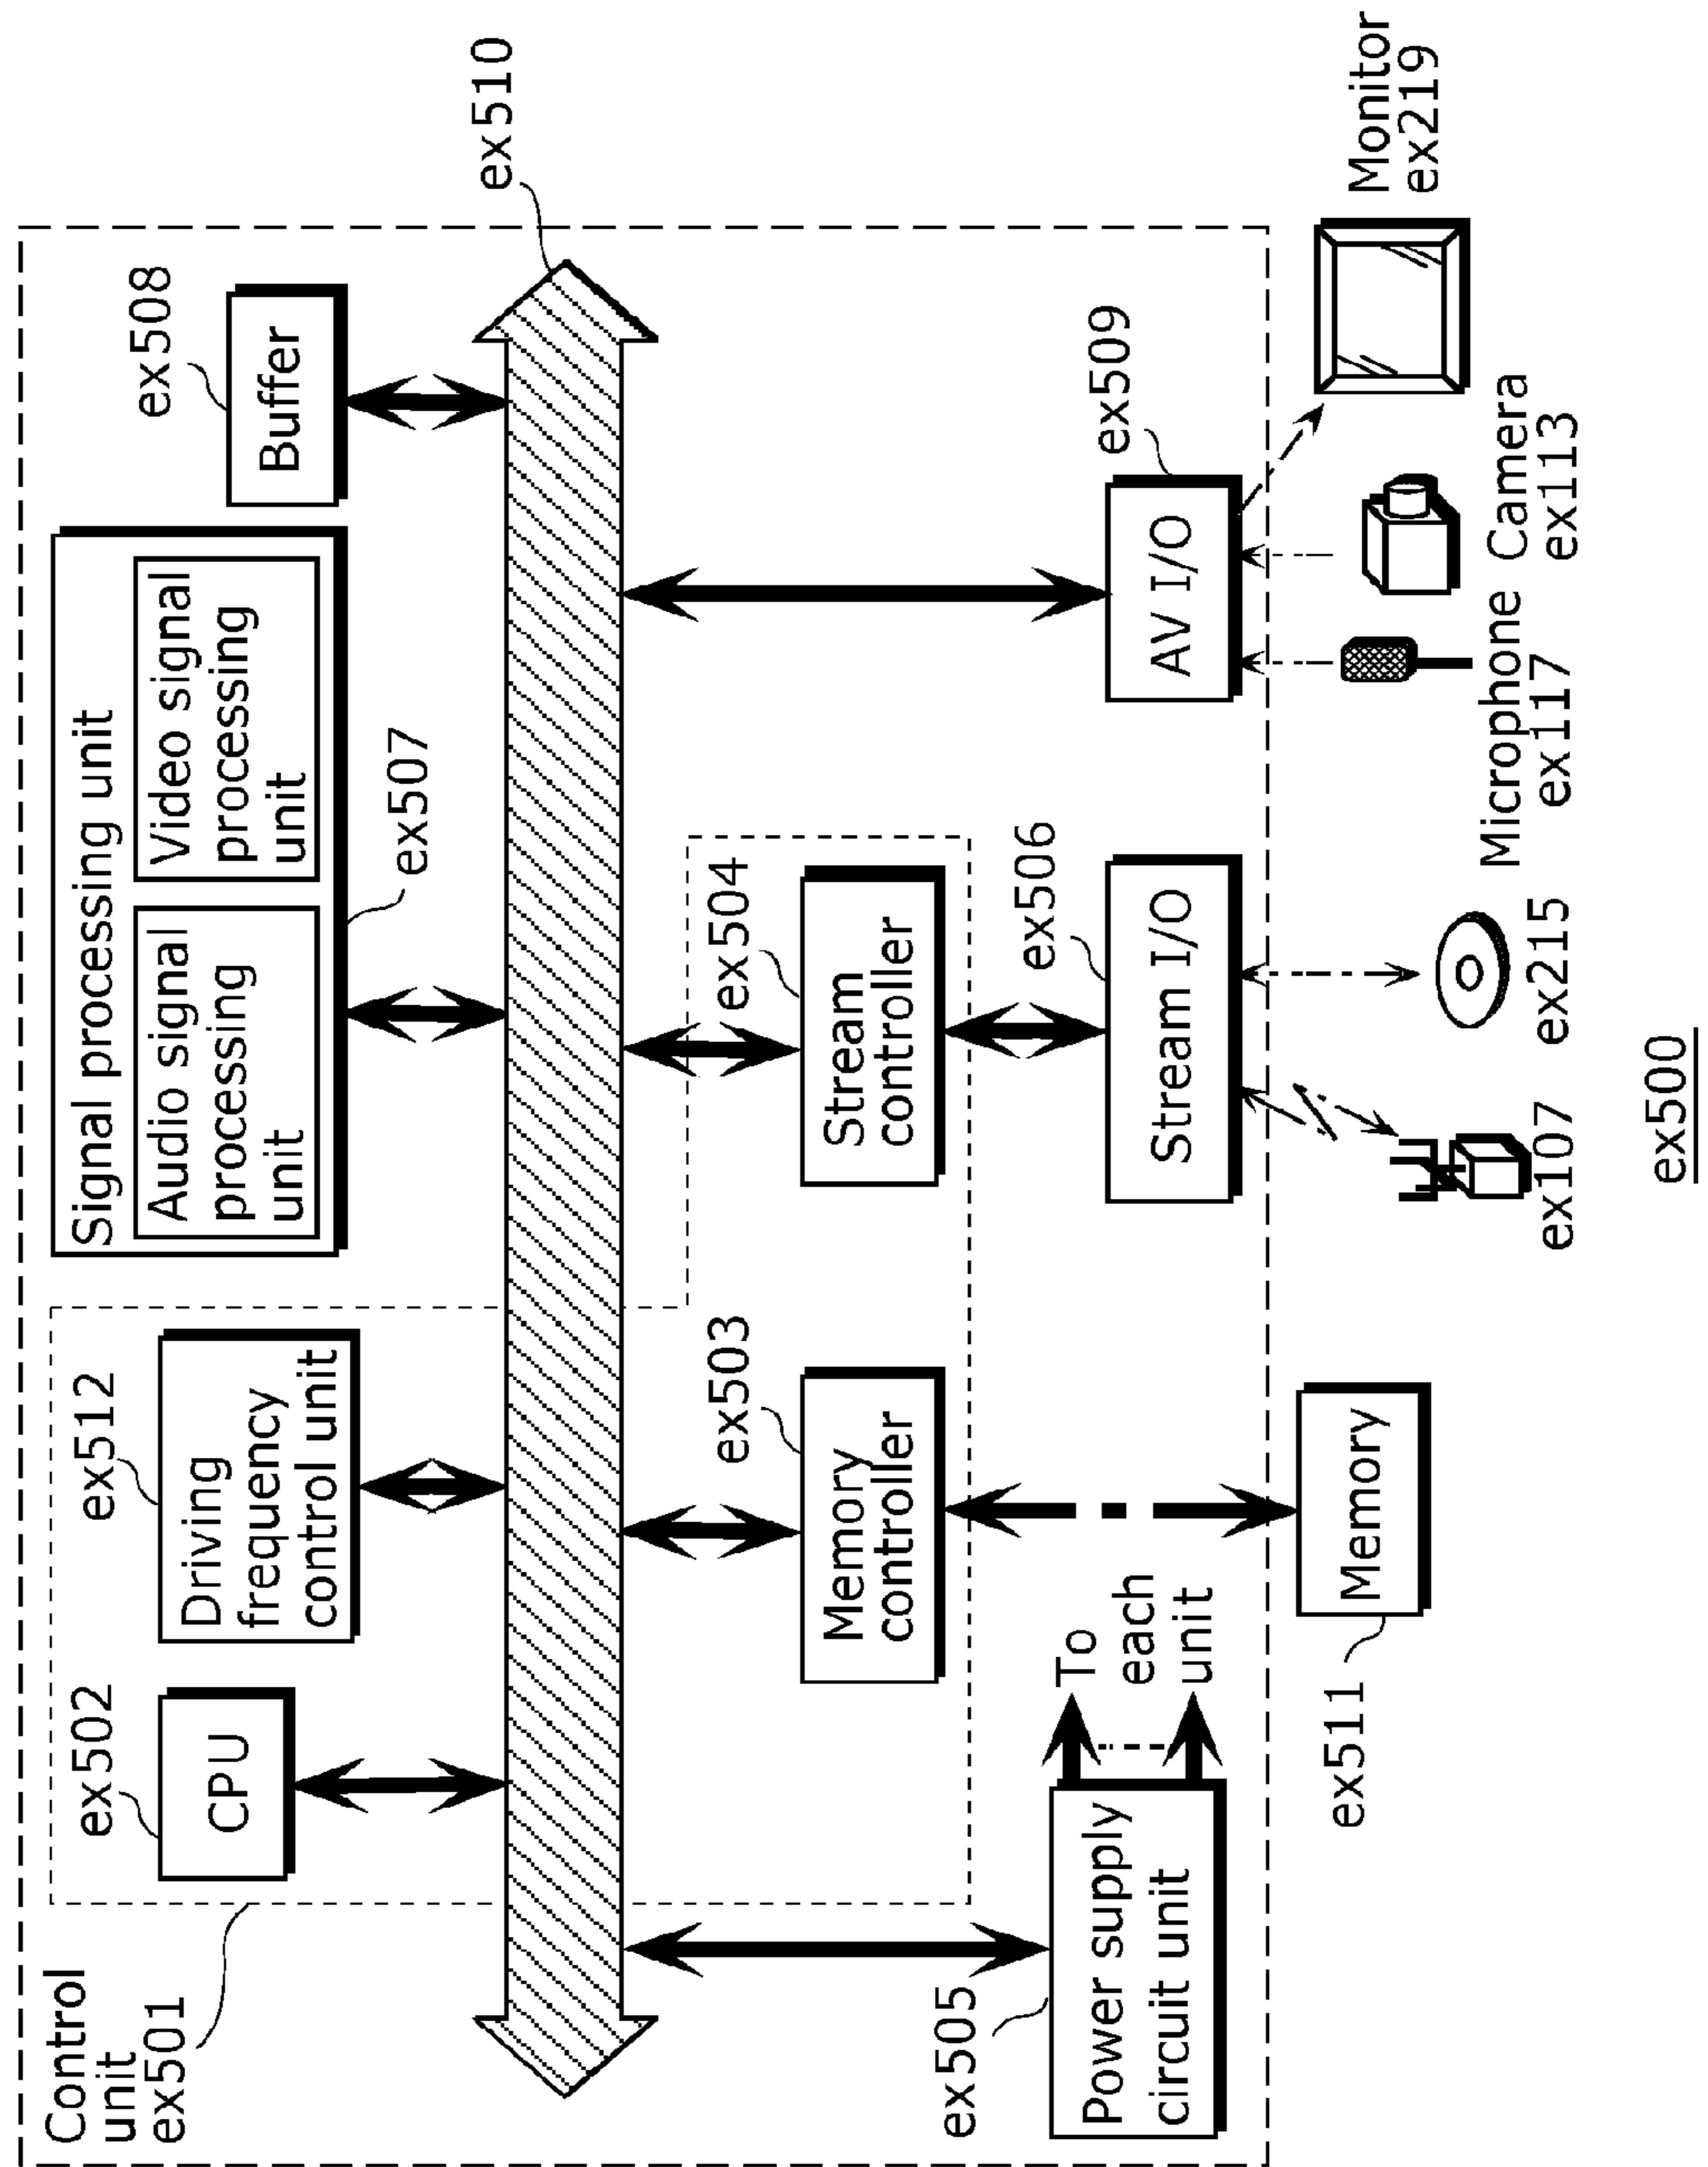 Control
unit
ex501
ex502
CPU
ex512
Driving
frequency
control unit
Signal processing unit
Audio signal
processing
unit
Video signal
processing
unit
ex507
ex508
Buffer
ex510
ex503
Memory
controller
ex504
Stream
controller
ex505
Power supply
circuit unit
To
each
unit
ex506
Stream I/O
ex509
AV I/O
ex511
Memory
ex107
ex215
Microphone
ex117
Camera
ex113
Monitor
ex219
ex500